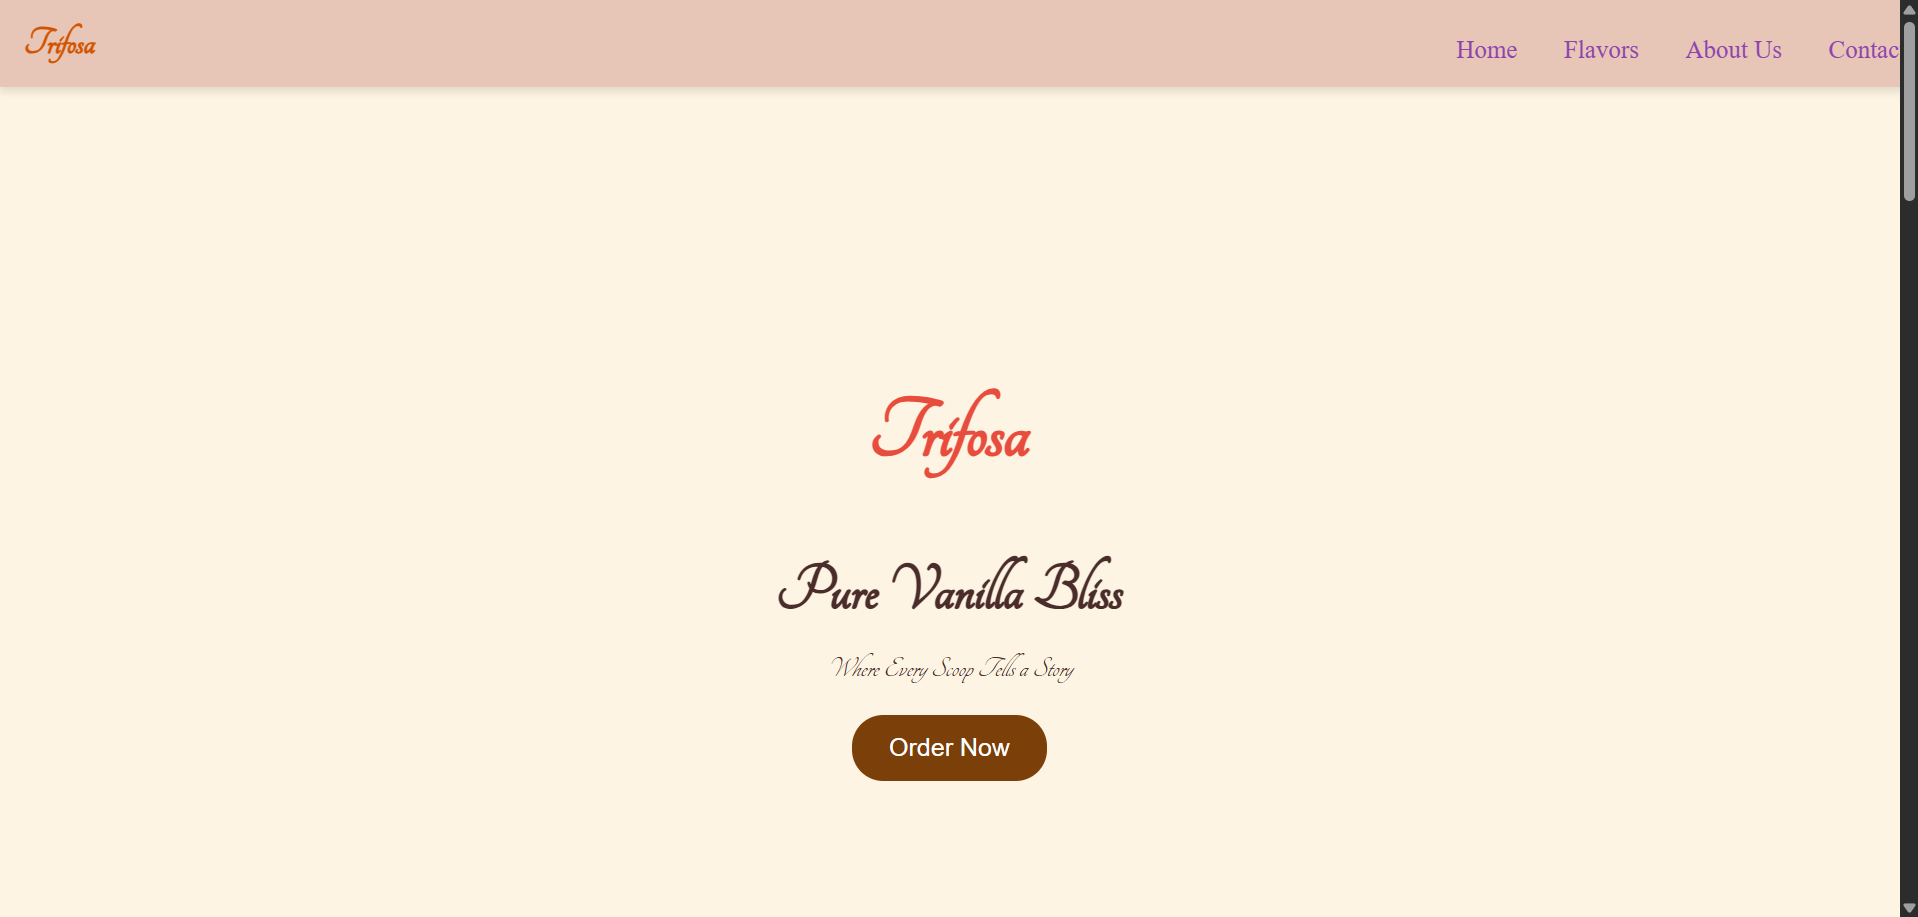 Trifosa
Home Flavors About Us Contac
Trifosa
Pure Vanilla Bliss
Where Every Scoop Tells a Story
Order Now